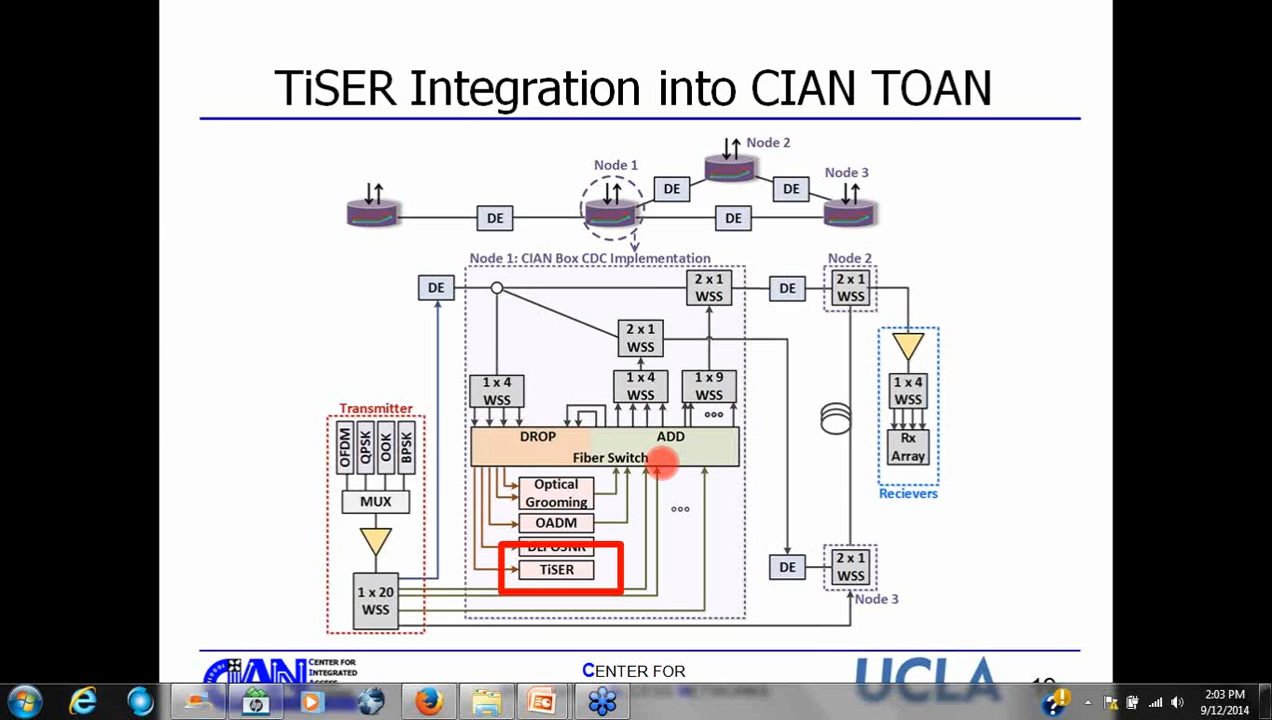 TiSER Integration into CIAN TOAN
Node 2
Node 1
Node 3
DE
DE
DE
DE
Node 1: CIAN Box CDC Implementation
Node 2
DE
2 x 1
WSS
DE
2 x 1
WSS
2 x 1
WSS
1 x 4
WSS
1 x 4
WSS
1 x 9
WSS
1 x 4
WSS
Transmitter
OFDM
QPSK
OOK
BPSK
DROP
ADD
Fiber Switch
Rx
Array
Recievers
MUX
Optical
Grooming
OADM
TiSER
DE
2 x 1
WSS
1 x 20
WSS
Node 3
CIAN
CENTER FOR
INTEGRATED
CENTER FOR
UCLA
2:03 PM
9/12/2014